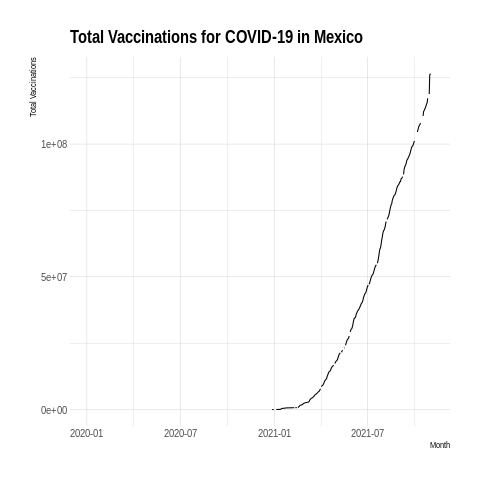 Total Vaccinations for COVID-19 in Mexico
Total Vaccinations
1e+08
5e+07
0e+00
2020-01 2020-07 2021-01 2021-07
Month